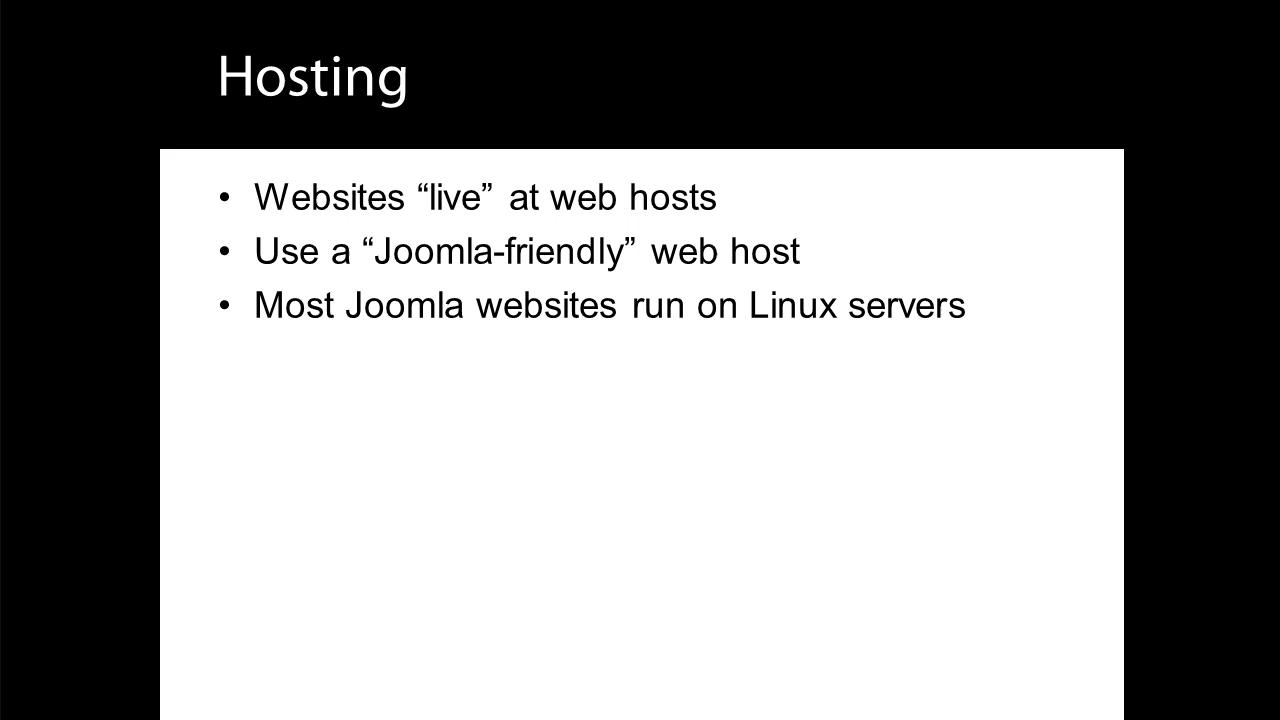 Hosting
• Websites “live” at web hosts
• Use a “Joomla-friendly” web host
• Most Joomla websites run on Linux servers